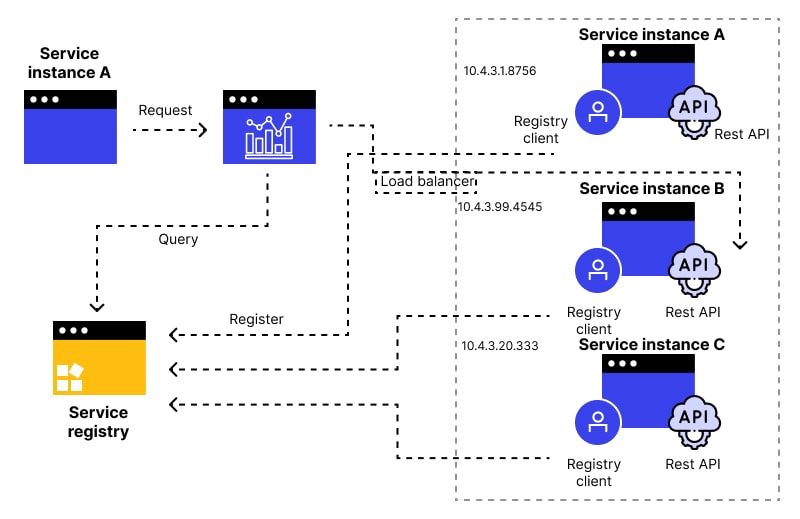 Service
instance A
Request
Query
Register
Service
registry
Load balancer
Service instance A
10.4.3.1.8756
Registry
client
API
Rest API
Service instance B
10.4.3.99.4545
API
Registry
client
Rest API
Service instance C
10.4.3.20.333
API
Registry
client
Rest API